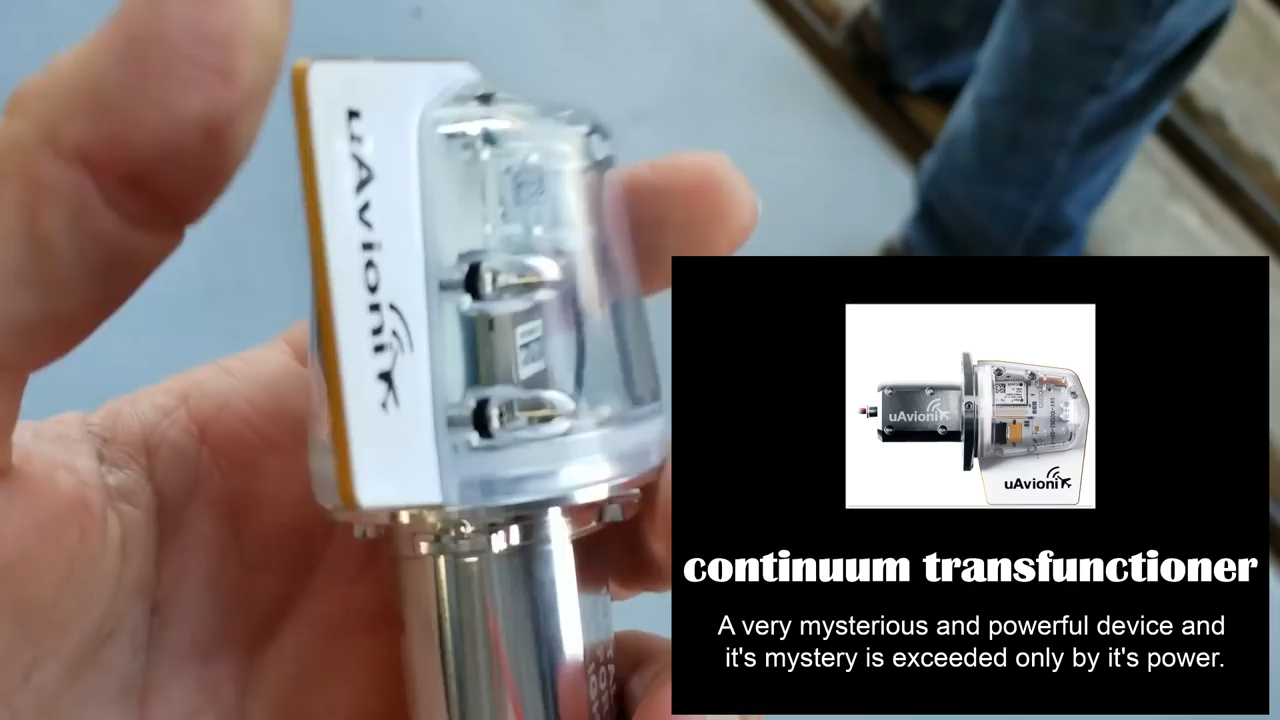 uAvionix
uAvionix
uAvionix
continuum transfunctioner
A very mysterious and powerful device and
it's mystery is exceeded only by it's power.